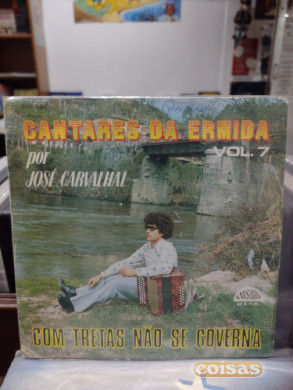 CANTARES DA ERMIDA
VOL. 7
por
JOSÉ CARVALHAL
COM TRETAS NÃO SE GOVERNA
coisas